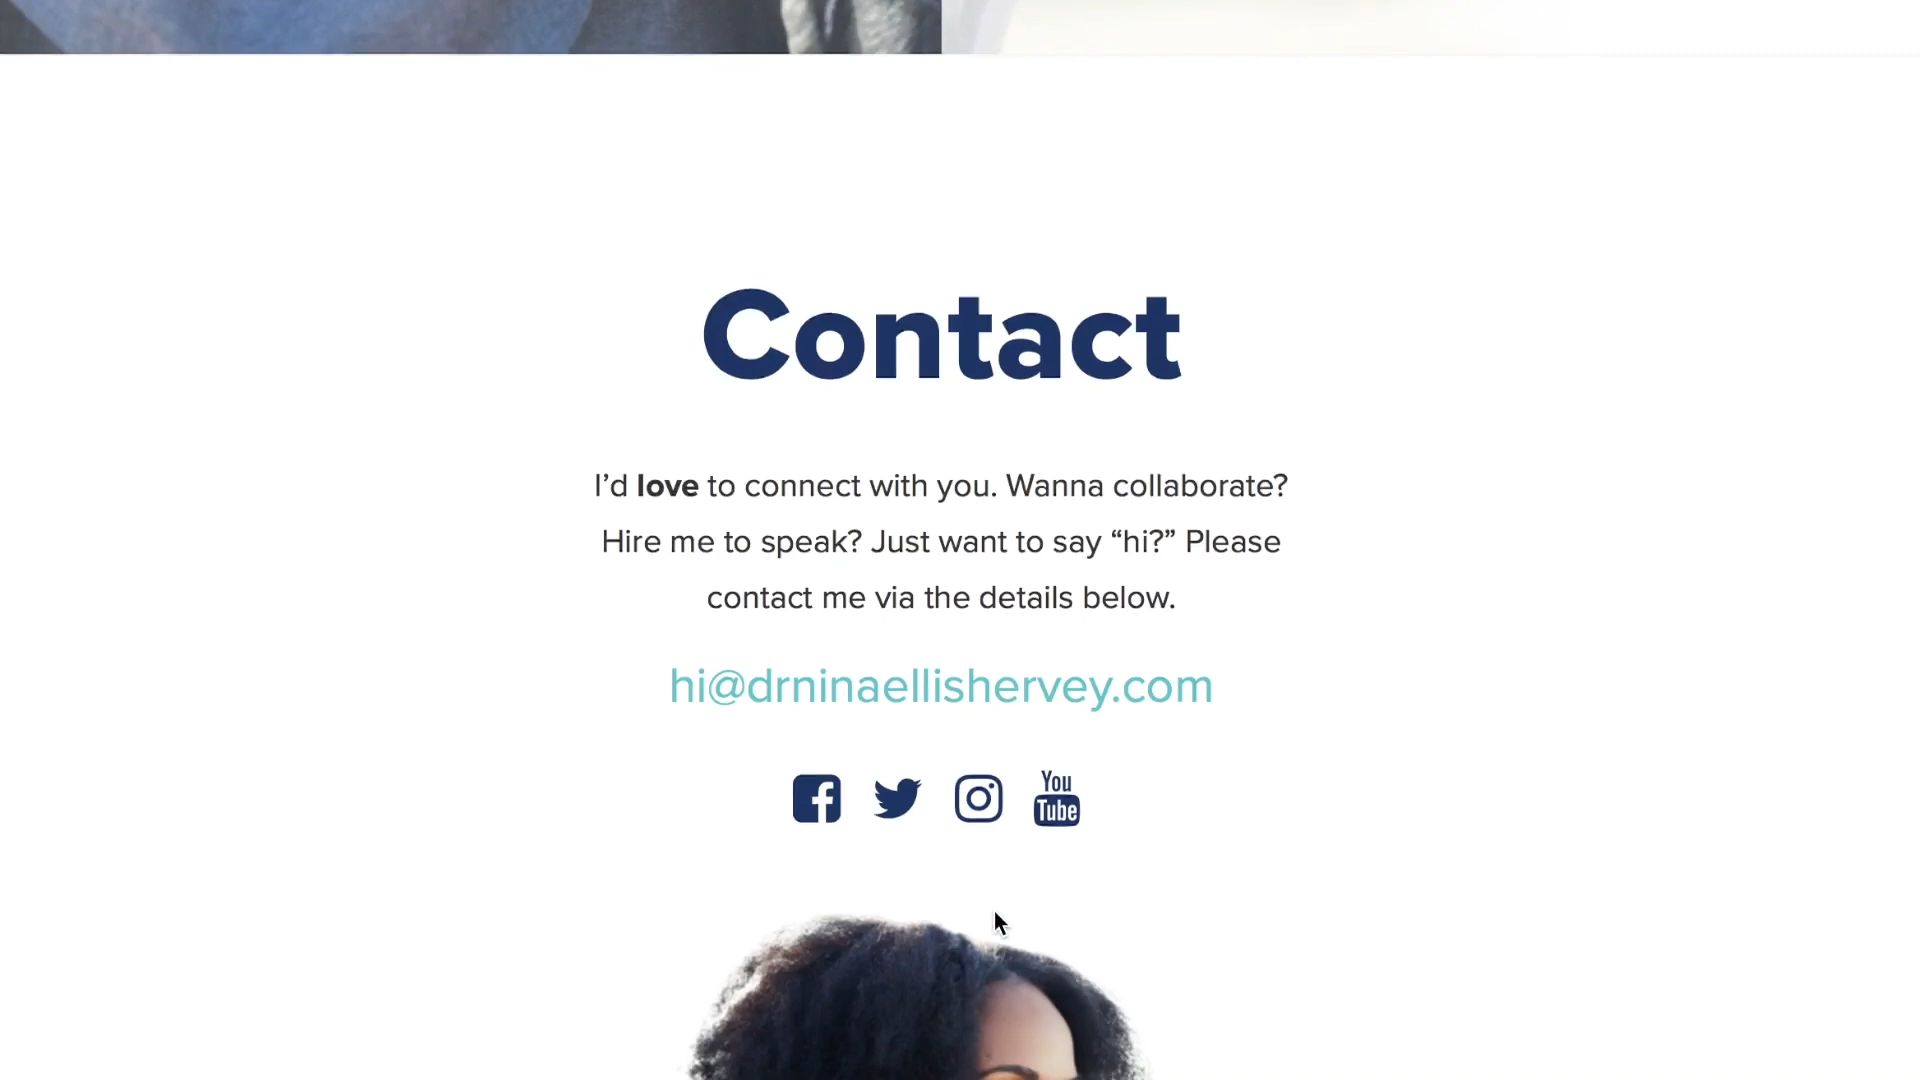 Contact
I’d love to connect with you. Wanna collaborate?
Hire me to speak? Just want to say “hi?” Please
contact me via the details below.
hi@drninaellishervey.com
You
Tube